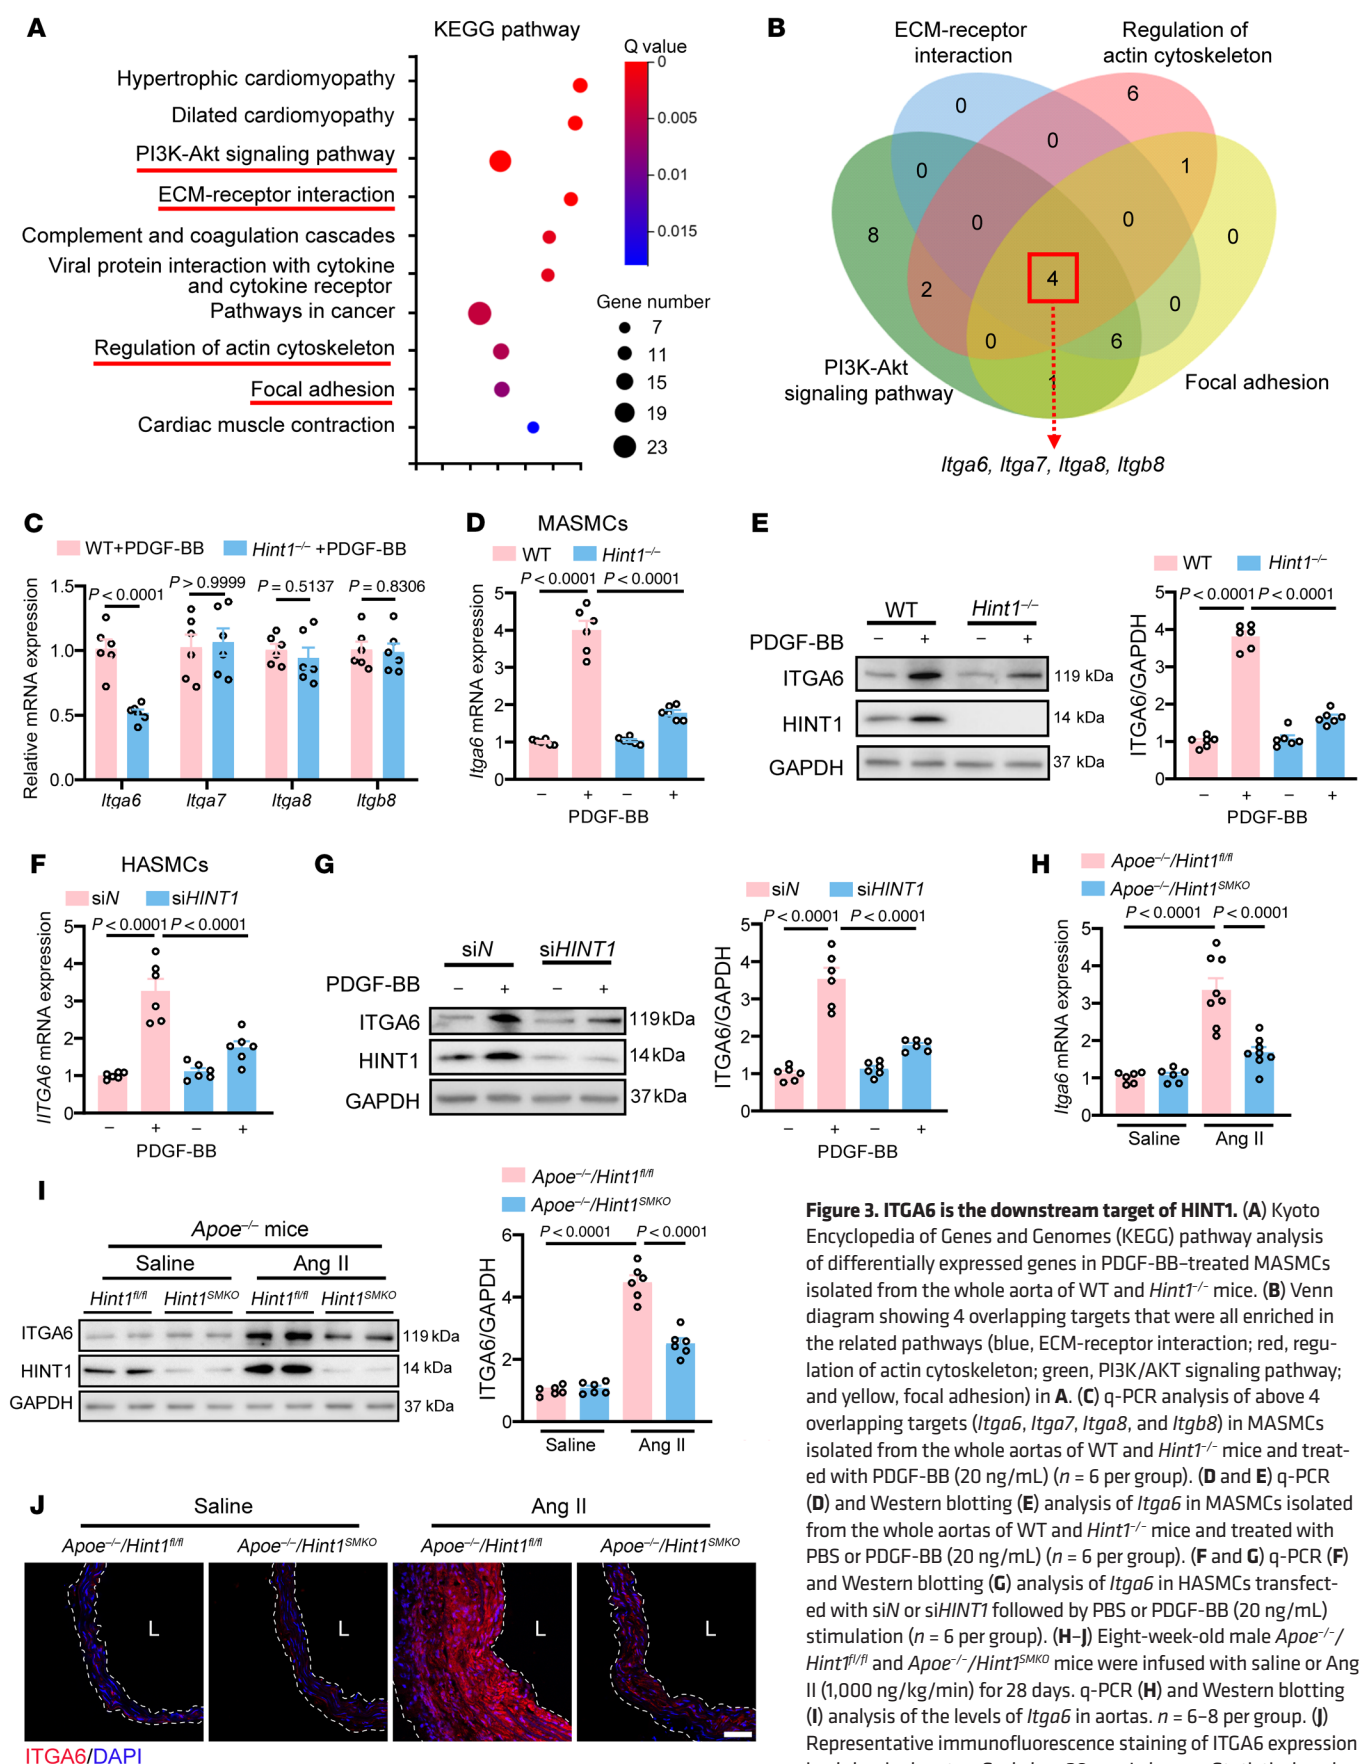 A
KEGG pathway
Q value
0
0.005
0.01
0.015
Hypertrophic cardiomyopathy
Dilated cardiomyopathy
PI3K-Akt signaling pathway
ECM-receptor interaction
Complement and coagulation cascades
Viral protein interaction with cytokine
and cytokine receptor
Pathways in cancer
Regulation of actin cytoskeleton
Focal adhesion
Cardiac muscle contraction
Gene number
7
11
15
19
23
B
ECM-receptor
interaction
Regulation of
actin cytoskeleton
0
6
0
0
1
8
0
0
0
2
4
0
0
6
1
PI3K-Akt
signaling pathway
Focal adhesion
Itga6, Itga7, Itga8, Itgb8
C
WT+PDGF-BB Hint1–/– +PDGF-BB
Relative mRNA expression
1.5
1.0
0.5
0.0
P < 0.0001
P > 0.9999
P = 0.5137
P = 0.8306
Itga6 Itga7 Itga8 Itgb8
D
MASMCs
WT Hint1–/–
P < 0.0001 P < 0.0001
Itga6 mRNA expression
5
4
3
2
1
0
– + – +
PDGF-BB
E
WT Hint1–/–
PDGF-BB
– + – +
ITGA6 119 kDa
HINT1 14 kDa
GAPDH 37 kDa
WT Hint1–/–
P < 0.0001 P < 0.0001
ITGA6/GAPDH
5
4
3
2
1
0
– + – +
PDGF-BB
F
HASMCs
siN siHINT1
P < 0.0001 P < 0.0001
IITGA6 mRNA expression
5
4
3
2
1
0
– + – +
PDGF-BB
G
siN siHINT1
PDGF-BB
– + – +
ITGA6 119 kDa
HINT1 14 kDa
GAPDH 37 kDa
siN siHINT1
P < 0.0001 P < 0.0001
ITGA6/GAPDH
5
4
3
2
1
0
– + – +
PDGF-BB
H
Apoe–/–/Hint1fl/fl
Apoe–/–/Hint1SMKO
P < 0.0001 P < 0.0001
Itga6 mRNA expression
5
4
3
2
1
0
Saline Ang II
I
Apoe–/– mice
Saline Ang II
Hint1fl/fl Hint1SMKO Hint1fl/fl Hint1SMKO
ITGA6 119 kDa
HINT1 14 kDa
GAPDH 37 kDa
Apoe–/–/Hint1fl/fl
Apoe–/–/Hint1SMKO
P < 0.0001 P < 0.0001
ITGA6/GAPDH
6
4
2
0
Saline Ang II
J
Saline Ang II
Apoe–/–/Hint1fl/fl Apoe–/–/Hint1SMKO Apoe–/–/Hint1fl/fl Apoe–/–/Hint1SMKO
L L L L
ITGA6/DAPI
Figure 3. ITGA6 is the downstream target of HINT1. (A) Kyoto
Encyclopedia of Genes and Genomes (KEGG) pathway analysis
of differentially expressed genes in PDGF-BB–treated MASMCs
isolated from the whole aorta of WT and Hint1–/– mice. (B) Venn
diagram showing 4 overlapping targets that were all enriched in
the related pathways (blue, ECM-receptor interaction; red, regu-
lation of actin cytoskeleton; green, PI3K/AKT signaling pathway;
and yellow, focal adhesion) in A. (C) q-PCR analysis of above 4
overlapping targets (Itga6, Itga7, Itga8, and Itgb8) in MASMCs
isolated from the whole aortas of WT and Hint1–/– mice and treat-
ed with PDGF-BB (20 ng/mL) (n = 6 per group). (D and E) q-PCR
(D) and Western blotting (E) analysis of Itga6 in MASMCs isolated
from the whole aortas of WT and Hint1–/– mice and treated with
PBS or PDGF-BB (20 ng/mL) (n = 6 per group). (F and G) q-PCR (F)
and Western blotting (G) analysis of Itga6 in HASMCs transfect-
ed with siN or siHINT1 followed by PBS or PDGF-BB (20 ng/mL)
stimulation (n = 6 per group). (H–J) Eight-week-old male Apoe–/–/
Hint1fl/fl and Apoe–/–/Hint1SMKO mice were infused with saline or Ang
II (1,000 ng/kg/min) for 28 days. q-PCR (H) and Western blotting
(I) analysis of the levels of Itga6 in aortas. n = 6–8 per group. (J)
Representative immunofluorescence staining of ITGA6 expression